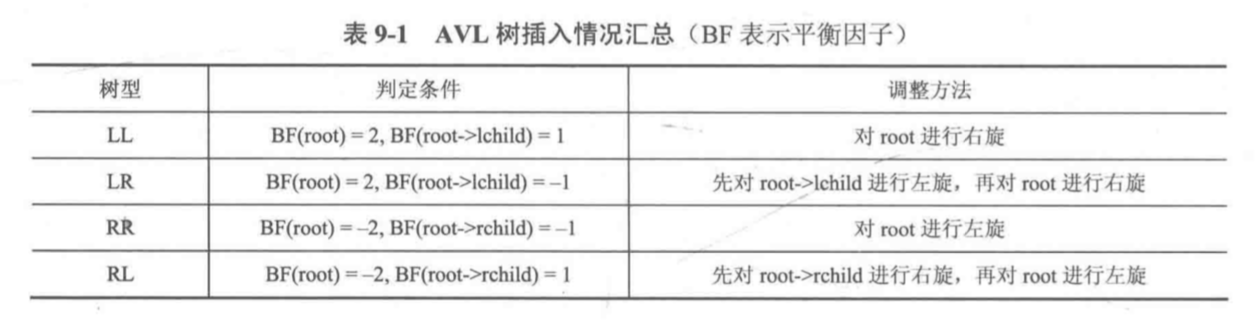 表 9-1 AVL 树插入情况汇总（BF 表示平衡因子）
树型 判定条件 调整方法
LL BF(root) = 2, BF(root->lchild) = 1 对 root 进行右旋
LR BF(root) = 2, BF(root->lchild) = –1 先对 root->lchild 进行左旋，再对 root 进行右旋
RR BF(root) = –2, BF(root->rchild) = –1 对 root 进行左旋
RL BF(root) = –2, BF(root->rchild) = 1 先对 root->rchild 进行右旋，再对 root 进行左旋